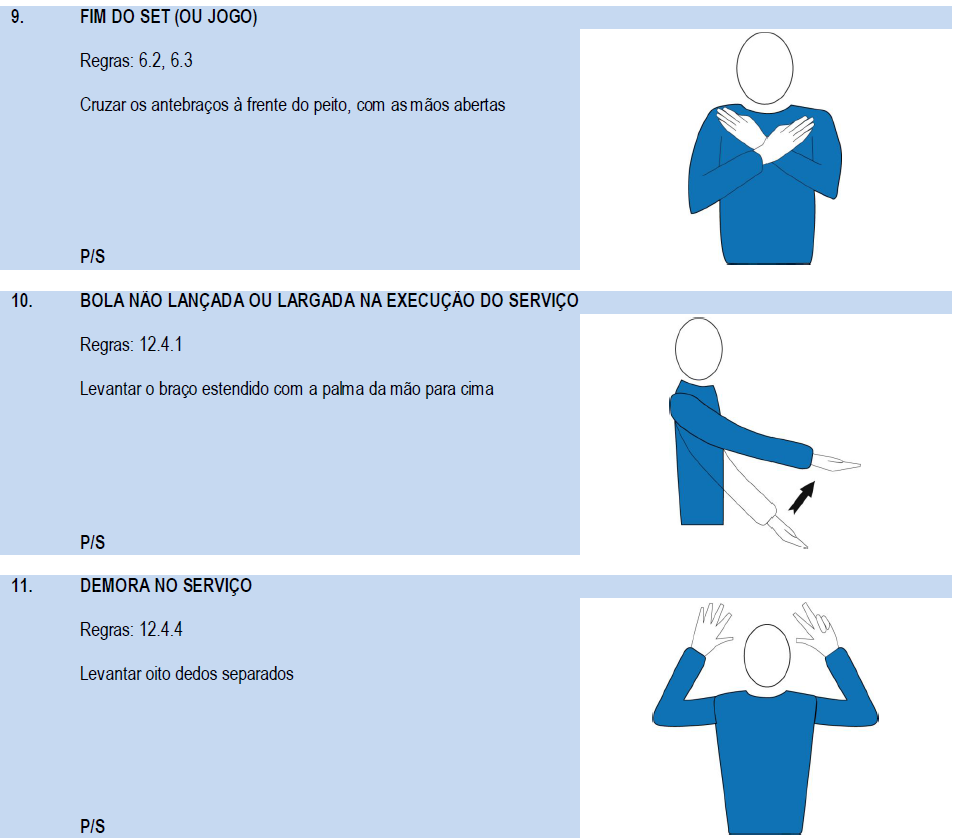 9. FIM DO SET (OU JOGO)
Regras: 6.2, 6.3
Cruzar os antebraços à frente do peito, com as mãos abertas
P/S
10. BOLA NÃO LANÇADA OU LARGADA NA EXECUÇÃO DO SERVIÇO
Regras: 12.4.1
Levantar o braço estendido com a palma da mão para cima
P/S
11. DEMORA NO SERVIÇO
Regras: 12.4.4
Levantar oito dedos separados
P/S